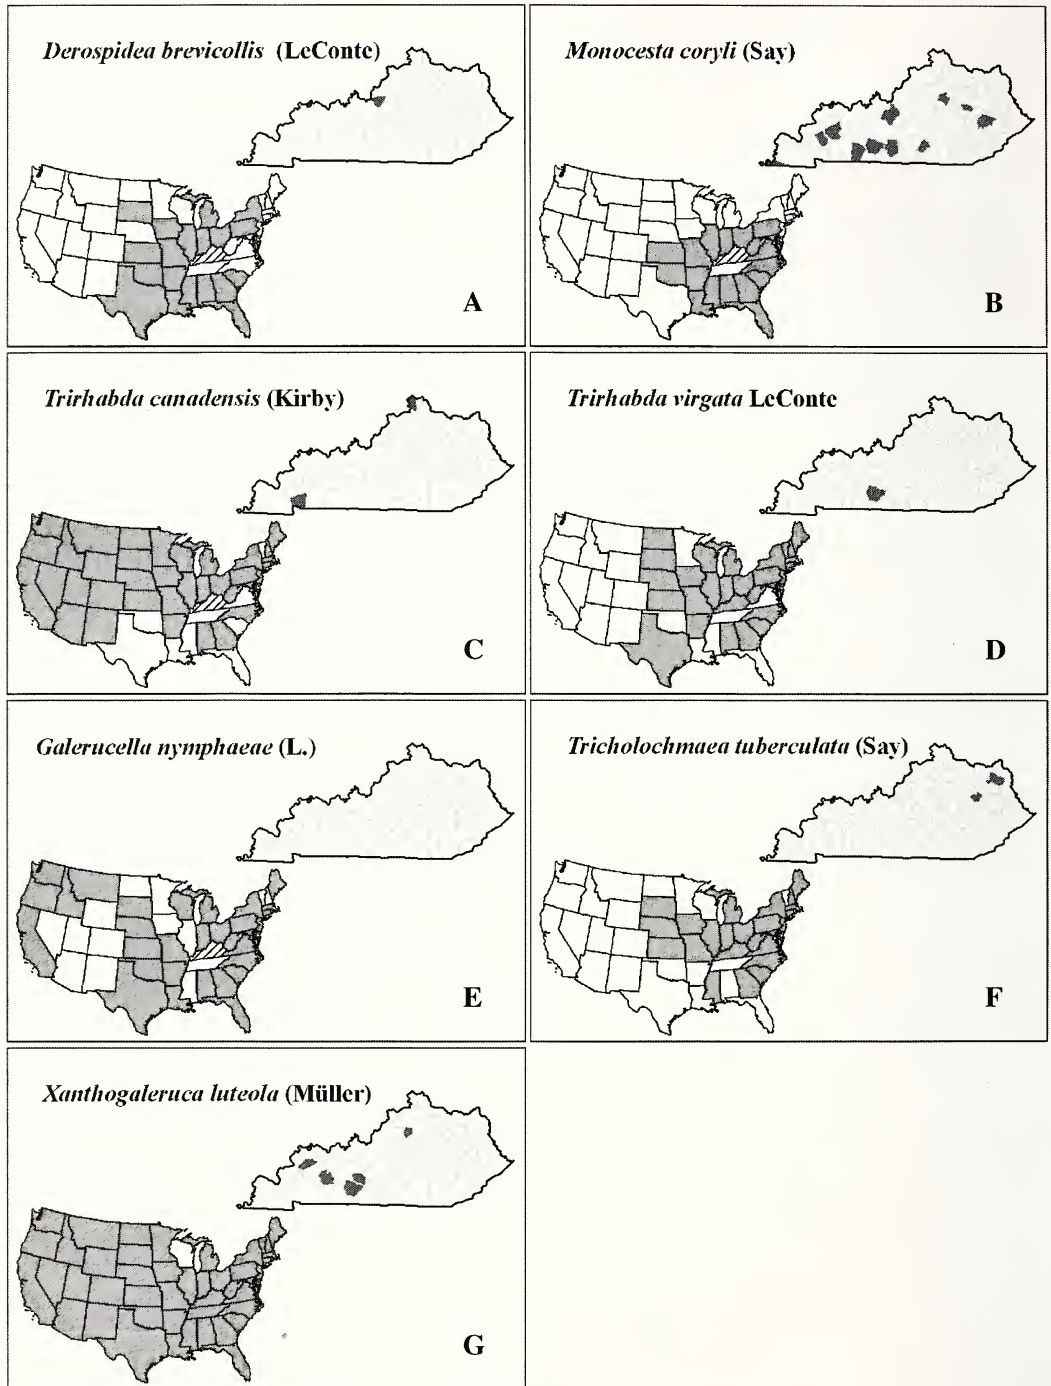 Derospidea brevicollis (LeConte)
A
Monocesta coryli (Say)
B
Trirhabda canadensis (Kirby)
C
Trirhabda virgata LeConte
D
Galerucella nymphaeae (L.)
E
Tricholochmaea tuberculata (Say)
F
Xanthogaleruca luteola (Müller)
G